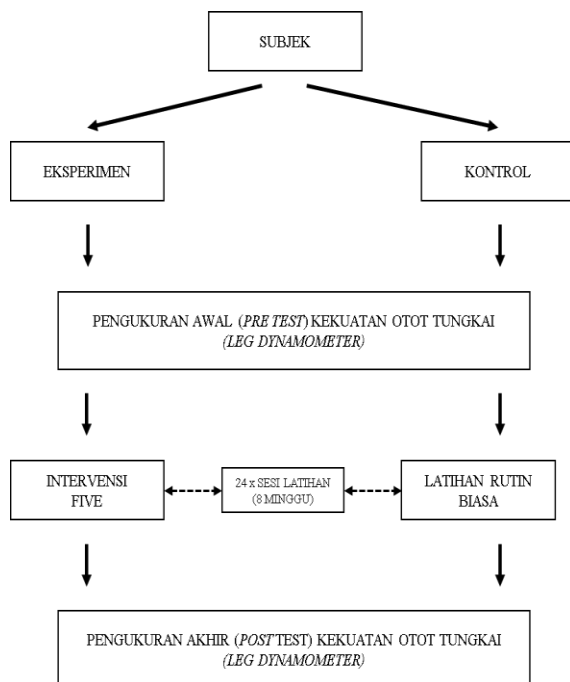 SUBJEK
EKSPERIMEN
KONTROL
PENGUKURAN AWAL (PRE TEST) KEKUATAN OTOT TUNGKAI
(LEG DYNAMOMETER)
INTERVENSI
FIVE
24 x SESI LATIHAN
(8 MINGGU)
LATIHAN RUTIN
BIASA
PENGUKURAN AKHIR (POST TEST) KEKUATAN OTOT TUNGKAI
(LEG DYNAMOMETER)